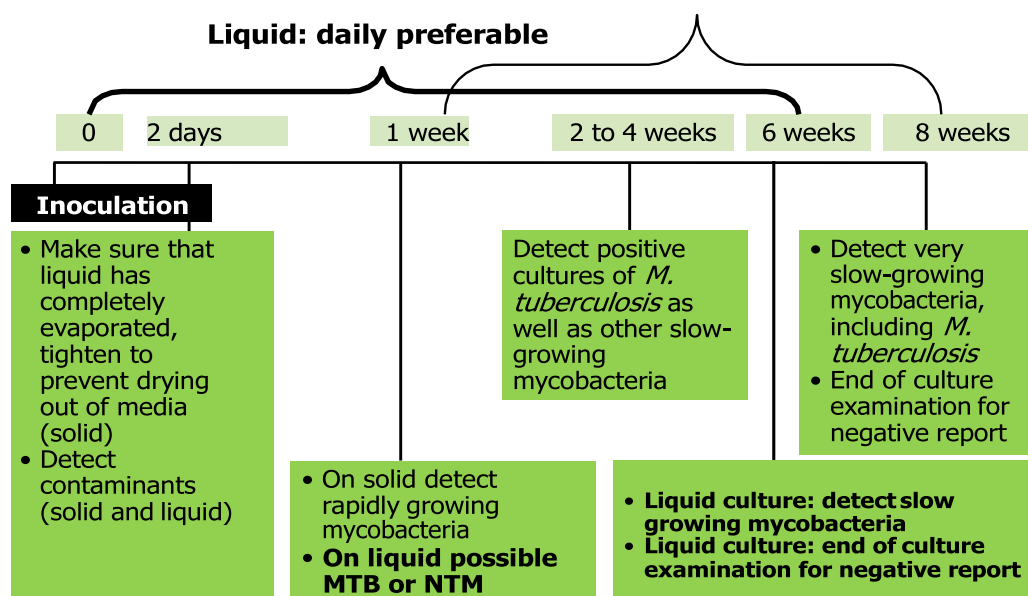 Liquid: daily preferable
0
2 days
1 week
2 to 4 weeks
6 weeks
8 weeks
Inoculation
• Make sure that
liquid has
completely
evaporated,
tighten to
prevent drying
out of media
(solid)
• Detect
contaminants
(solid and liquid)
• On solid detect
rapidly growing
mycobacteria
• On liquid possible
MTB or NTM
Detect positive
cultures of M.
tuberculosis as
well as other slow-
growing
mycobacteria
• Liquid culture: detect slow
growing mycobacteria
• Liquid culture: end of culture
examination for negative report
• Detect very
slow-growing
mycobacteria,
including M.
tuberculosis
• End of culture
examination for
negative report